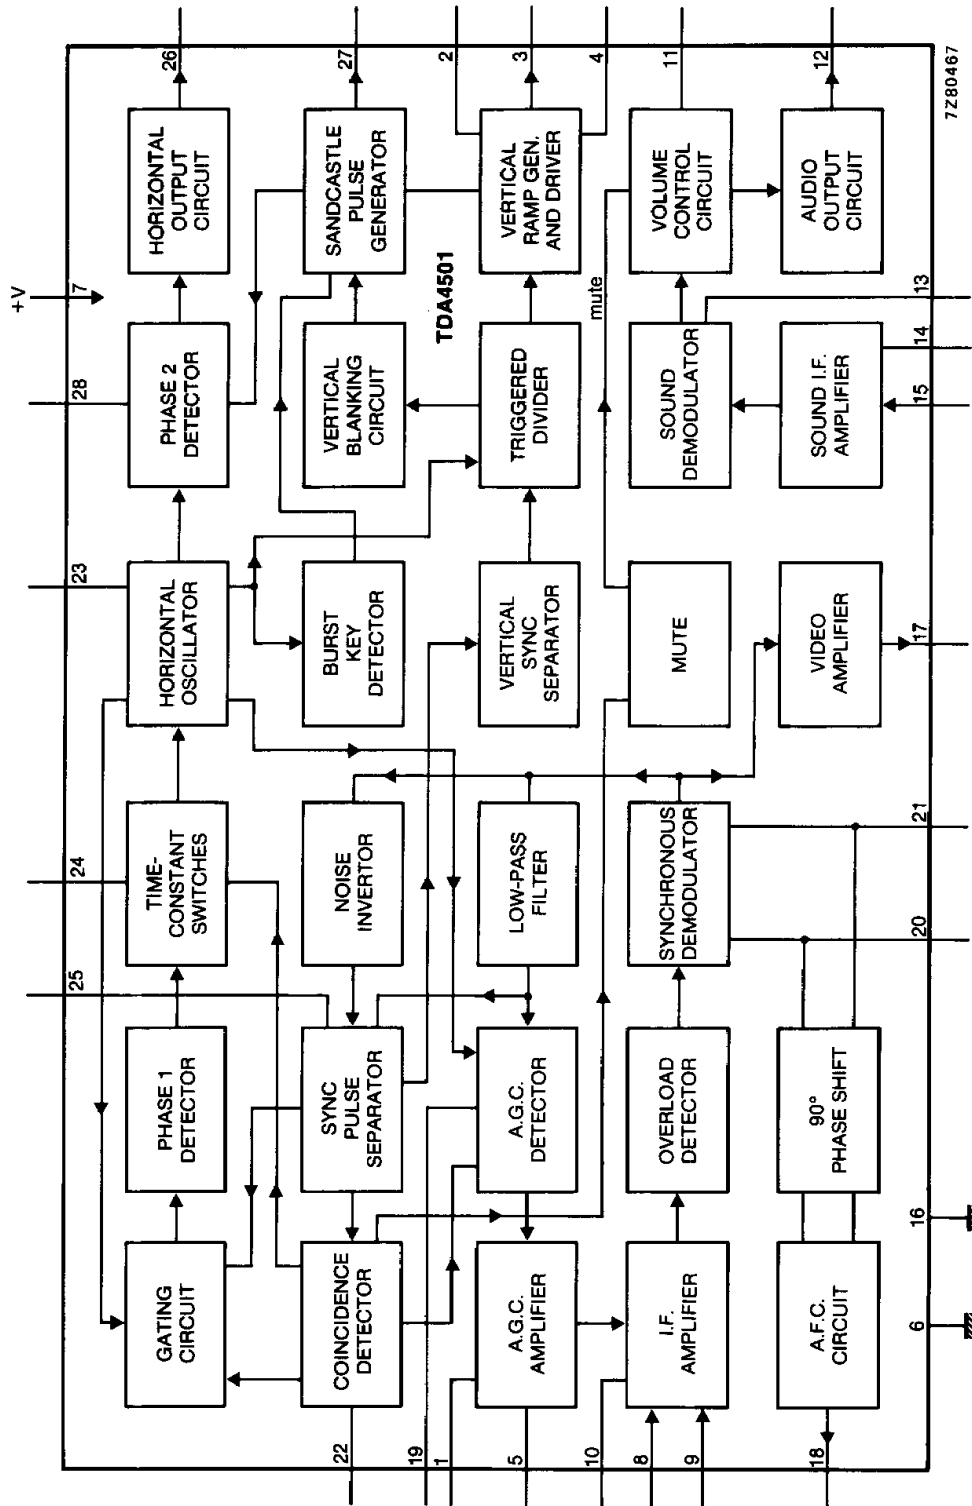 +V
7
28
23
24
25
26
HORIZONTAL
OUTPUT
CIRCUIT
PHASE 2
DETECTOR
HORIZONTAL
OSCILLATOR
TIME-
CONSTANT
SWITCHES
PHASE 1
DETECTOR
GATING
CIRCUIT
27
SANDCASTLE
PULSE
GENERATOR
VERTICAL
BLANKING
CIRCUIT
BURST
KEY
DETECTOR
NOISE
INVERTOR
SYNC
PULSE
SEPARATOR
COINCIDENCE
DETECTOR
22
TDA4501
2
3
4
VERTICAL
RAMP GEN.
AND DRIVER
TRIGGERED
DIVIDER
VERTICAL
SYNC
SEPARATOR
LOW-PASS
FILTER
A.G.C.
DETECTOR
A.G.C.
AMPLIFIER
19
1
5
mute
11
VOLUME
CONTROL
CIRCUIT
SOUND
DEMODULATOR
MUTE
SYNCHRONOUS
DEMODULATOR
OVERLOAD
DETECTOR
I.F.
AMPLIFIER
10
8
9
12
AUDIO
OUTPUT
CIRCUIT
SOUND I.F.
AMPLIFIER
VIDEO
AMPLIFIER
90°
PHASE SHIFT
A.F.C.
CIRCUIT
18
13
14
15
17
21
20
16
6
7Z80467